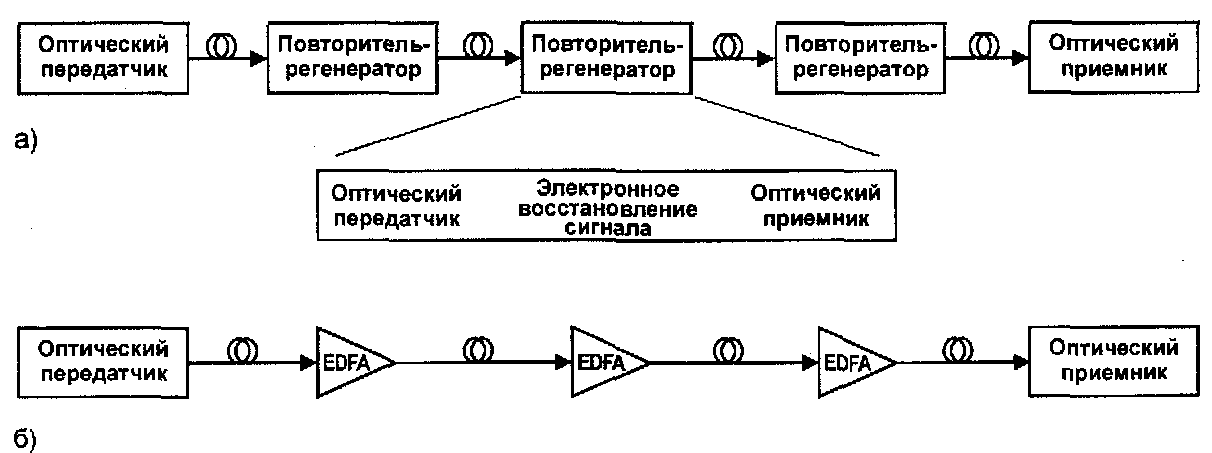 Оптический
передатчик
Повторитель-
регенератор
Повторитель-
регенератор
Повторитель-
регенератор
Оптический
приемник
а)
Оптический
передатчик
Электронное
восстановление
сигнала
Оптический
приемник
Оптический
передатчик
EDFA
EDFA
EDFA
Оптический
приемник
б)